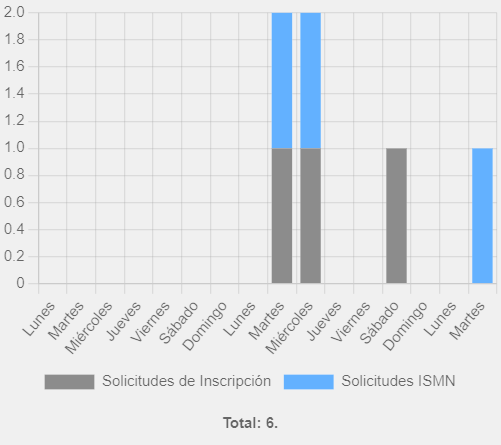 2.0
1.8
1.6
1.4
1.2
1.0
0.8
0.6
0.4
0.2
0
Lunes
Martes
Miércoles
Jueves
Viernes
Sábado
Domingo
Lunes
Martes
Miércoles
Jueves
Viernes
Sábado
Domingo
Lunes
Martes
Solicitudes de Inscripción
Solicitudes ISMN
Total: 6.